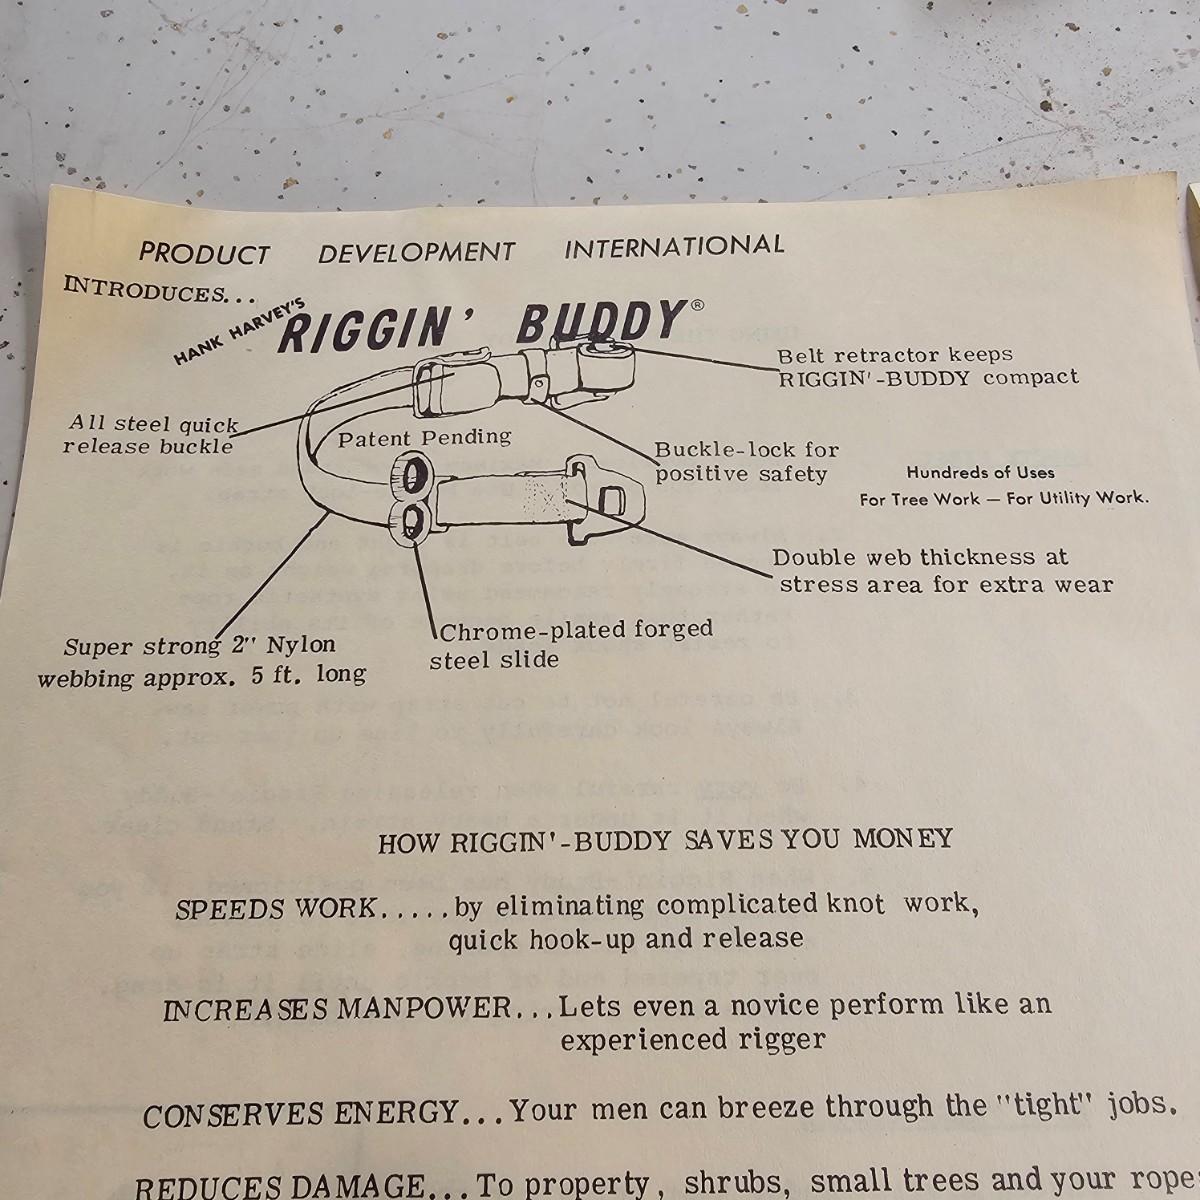 PRODUCT DEVELOPMENT INTERNATIONAL
INTRODUCES...
HANK HARVEY'S
RIGGIN' BUDDY®
Belt retractor keeps
RIGGIN'-BUDDY compact
All steel quick
release buckle
Patent Pending
Buckle-lock for
positive safety
Hundreds of Uses
For Tree Work — For Utility Work.
Double web thickness at
stress area for extra wear
Chrome-plated forged
steel slide
Super strong 2" Nylon
webbing approx. 5 ft. long
HOW RIGGIN'-BUDDY SAVES YOU MONEY
SPEEDS WORK.....by eliminating complicated knot work,
quick hook-up and release
INCREASES MANPOWER...Lets even a novice perform like an
experienced rigger
CONSERVES ENERGY...Your men can breeze through the "tight" jobs.
REDUCES DAMAGE...To property, shrubs, small trees and your rope